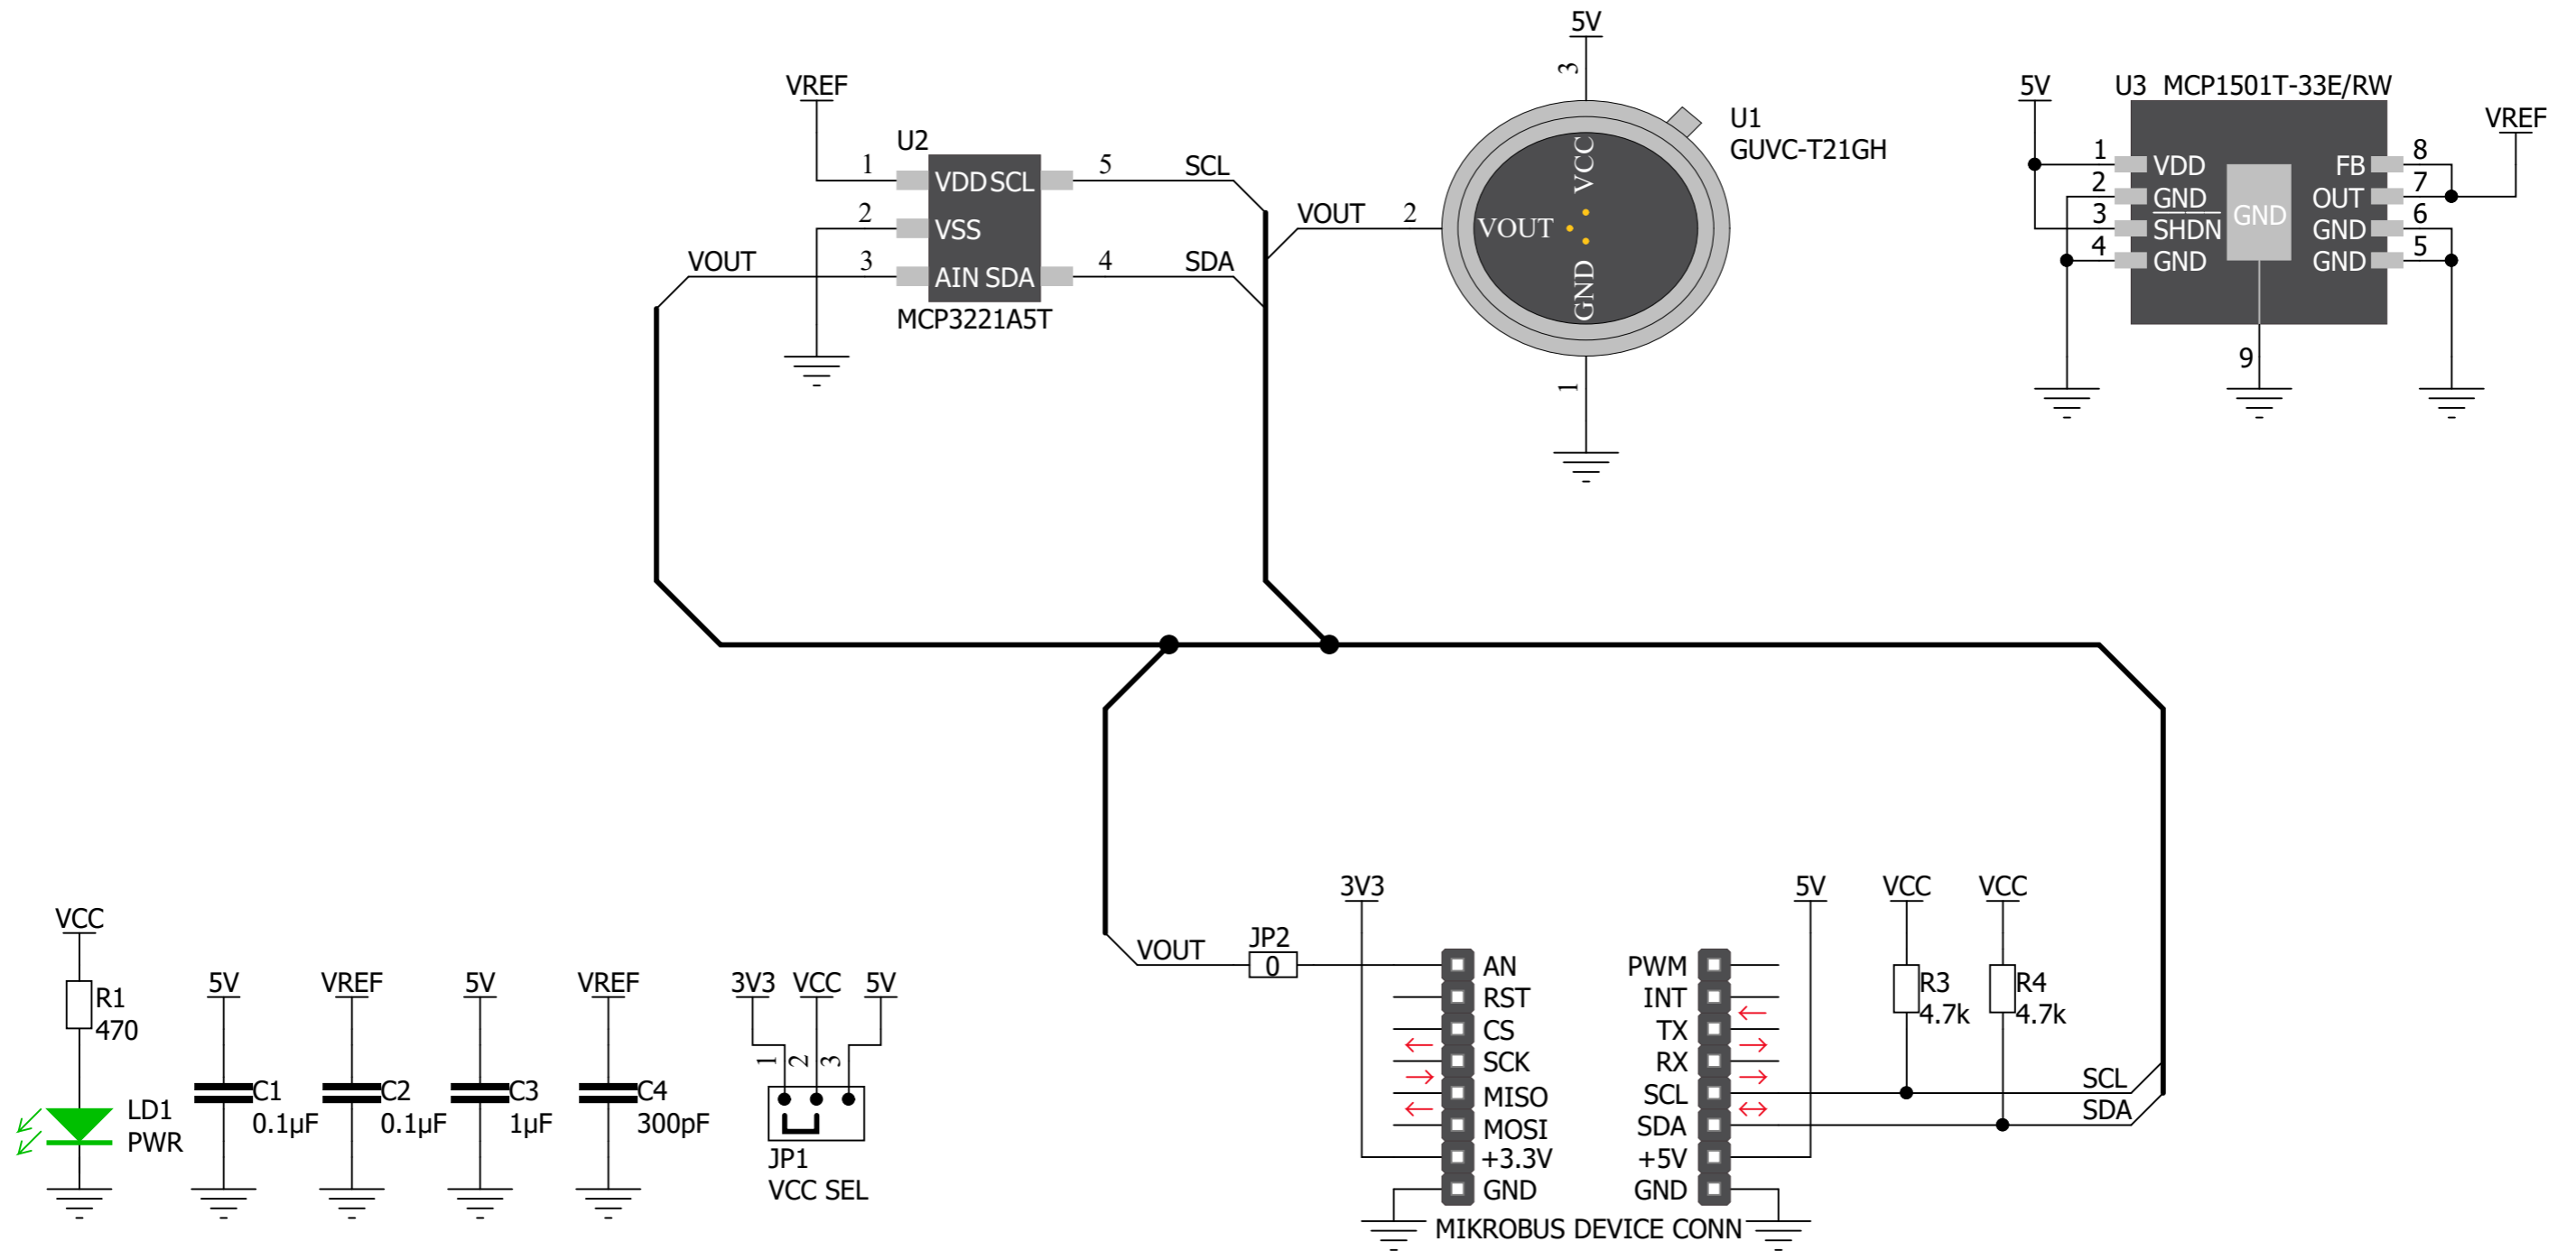 VREF
U2
1
VDD
SCL
5
SCL
2
VSS
VOUT
3
AIN
SDA
4
SDA
MCP3221A5T
5V
3
U1
GUVC-T21GH
VCC
VOUT
2
VOUT
GND
1
5V
U3 MCP1501T-33E/RW
VREF
1
VDD
2
GND
3
SHDN
4
GND
GND
FB
8
OUT
7
GND
6
GND
5
9
VCC
R1
470
LD1
PWR
5V
C1
0.1µF
VREF
C2
0.1µF
5V
C3
1µF
VREF
C4
300pF
3V3
VCC
5V
1
2
3
JP1
VCC SEL
VOUT
JP2
0
3V3
AN
RST
CS
SCK
MISO
MOSI
+3.3V
GND
PWM
INT
TX
RX
SCL
SDA
+5V
GND
MIKROBUS DEVICE CONN
5V
VCC
R3
4.7k
VCC
R4
4.7k
SCL
SDA